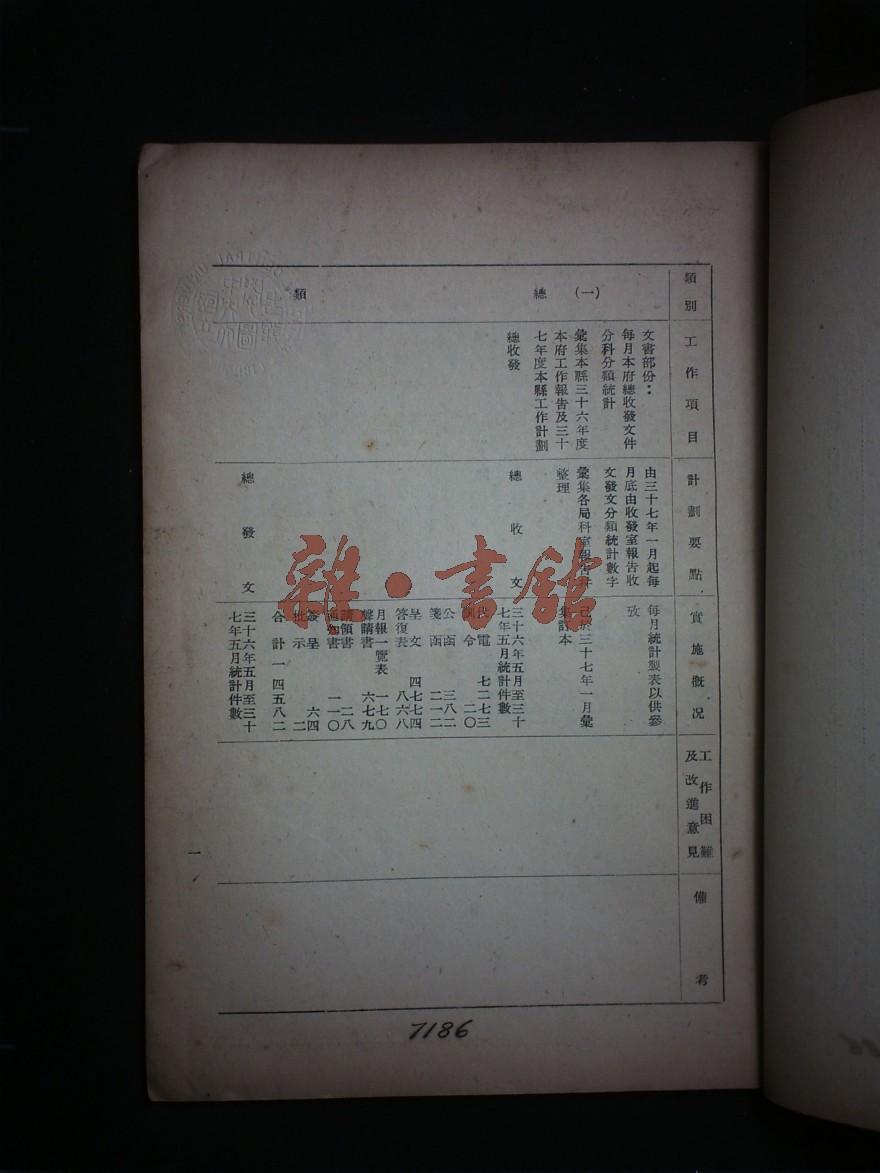 類別
工作項目
計劃要點
實施概况
工作困難
及改進意見
備考
(一)
總
類
文書部份：
每月本府總收發文件
分科分類統計
彙集本縣三十六年度
本府工作報告及三十
七年度本縣工作計劃
總收發
由三十七年一月起每
月底由收發室報告收
文發文分類統計數字
彙集各局科室報告
整理
總收文
總發文
每月統計製表以供參
攷
已於三十七年一月彙
集訂本
三十六年五月至三十
七年五月統計件數
代電 七二七三
訓令 二〇
公函 三八二
箋函 二一二
呈文 四七七四
答復表 八六八
月報一覽表 一七〇
聲請書 六七九
請領書 二八
通知書 一一〇
簽呈 六四
批示 二
合計 一四五八二
三十六年五月至三十
七年五月統計件數
一
7186
雜·書館